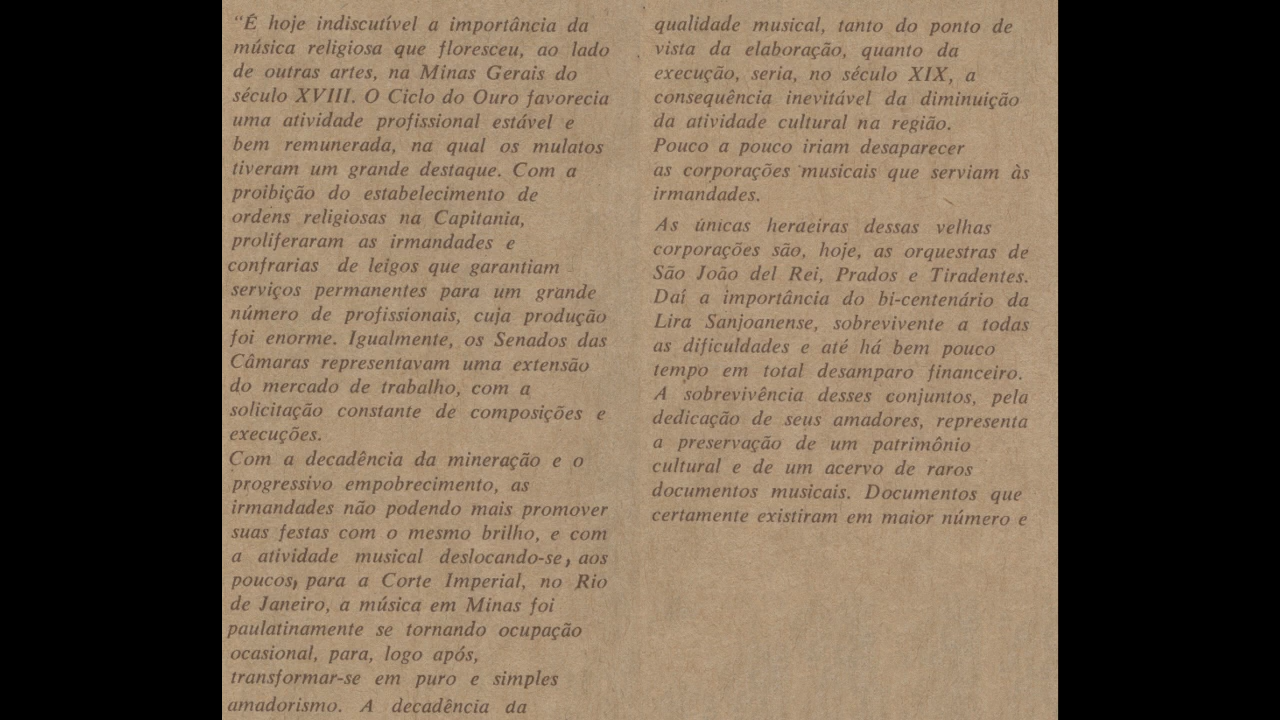 “É hoje indiscutível a importância da
música religiosa que floresceu, ao lado
de outras artes, na Minas Gerais do
século XVIII. O Ciclo do Ouro favorecia
uma atividade profissional estável e
bem remunerada, na qual os mulatos
tiveram um grande destaque. Com a
proibição do estabelecimento de
ordens religiosas na Capitania,
proliferaram as irmandades e
confrarias de leigos que garantiam
serviços permanentes para um grande
número de profissionais, cuja produção
foi enorme. Igualmente, os Senados das
Câmaras representavam uma extensão
do mercado de trabalho, com a
solicitação constante de composições e
execuções.
Com a decadência da mineração e o
progressivo empobrecimento, as
irmandades não podendo mais promover
suas festas com o mesmo brilho, e com
a atividade musical deslocando-se, aos
poucos, para a Corte Imperial, no Rio
de Janeiro, a música em Minas foi
paulatinamente se tornando ocupação
ocasional, para, logo após,
transformar-se em puro e simples
amadorismo. A decadência da
qualidade musical, tanto do ponto de
vista da elaboração, quanto da
execução, seria, no século XIX, a
consequência inevitável da diminuição
da atividade cultural na região.
Pouco a pouco iriam desaparecer
as corporações musicais que serviam às
irmandades.
As únicas herdeiras dessas velhas
corporações são, hoje, as orquestras de
São João del Rei, Prados e Tiradentes.
Daí a importância do bi-centenário da
Lira Sanjoanense, sobrevivente a todas
as dificuldades e até há bem pouco
tempo em total desamparo financeiro.
A sobrevivência desses conjuntos, pela
dedicação de seus amadores, representa
a preservação de um patrimônio
cultural e de um acervo de raros
documentos musicais. Documentos que
certamente existiram em maior número e